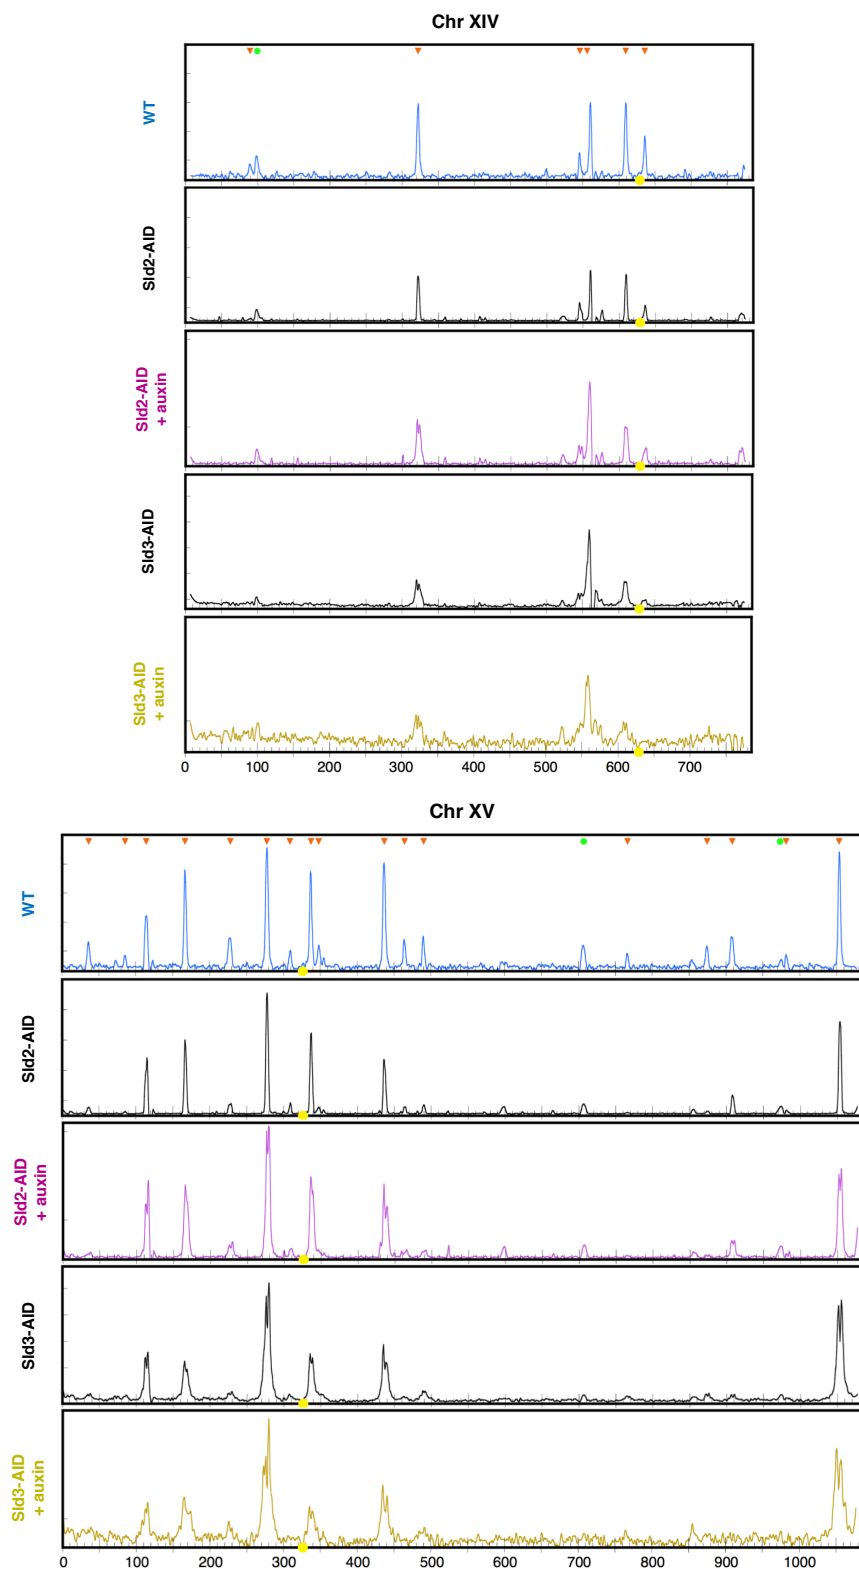 Chr XIV
WT
Sld2-AID
Sld2-AID
+ auxin
Sld3-AID
Sld3-AID
+ auxin
0 100 200 300 400 500 600 700
Chr XV
WT
Sld2-AID
Sld2-AID
+ auxin
Sld3-AID
Sld3-AID
+ auxin
0 100 200 300 400 500 600 700 800 900 1000